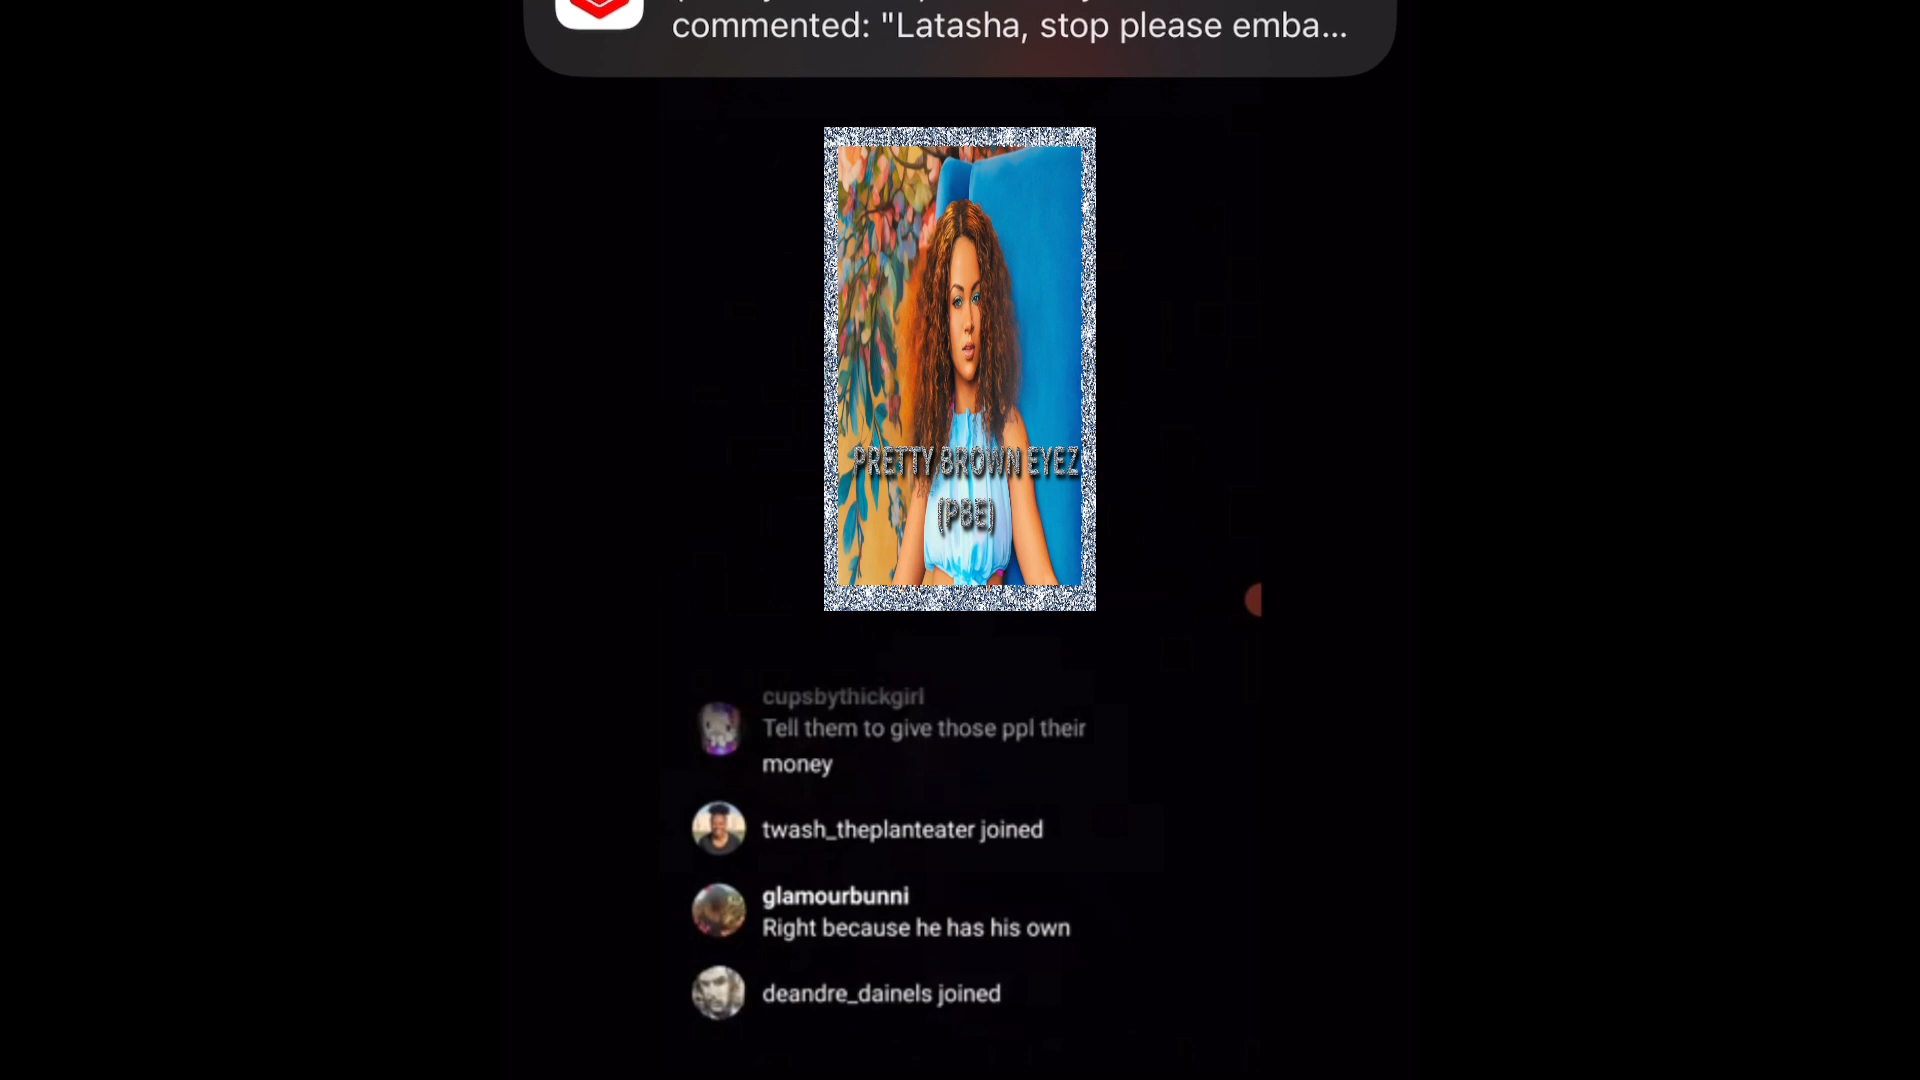 commented: "Latasha, stop please emba...
PRETTY BROWN EYEZ
(PBE)
cupsbythickgirl
Tell them to give those ppl their
money
twash_theplanteater joined
glamourbunni
Right because he has his own
deandre_dainels joined